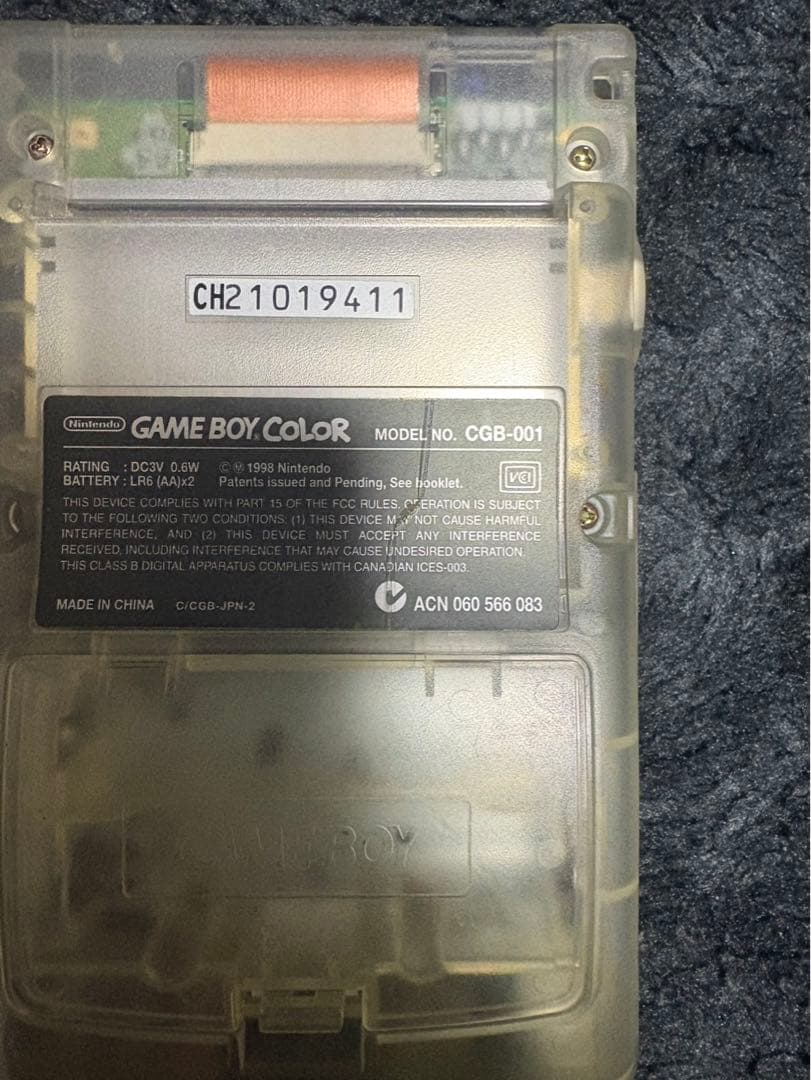 CH21019411
Nintendo GAME BOY COLOR MODEL NO. CGB-001
RATING : DC3V 0.6W © Ⓜ 1998 Nintendo
BATTERY : LR6 (AA)x2 Patents issued and Pending, See booklet.
VCI
THIS DEVICE COMPLIES WITH PART 15 OF THE FCC RULES. OPERATION IS SUBJECT
TO THE FOLLOWING TWO CONDITIONS: (1) THIS DEVICE MAY NOT CAUSE HARMFUL
INTERFERENCE, AND (2) THIS DEVICE MUST ACCEPT ANY INTERFERENCE
RECEIVED, INCLUDING INTERFERENCE THAT MAY CAUSE UNDESIRED OPERATION.
THIS CLASS B DIGITAL APPARATUS COMPLIES WITH CANADIAN ICES-003.
MADE IN CHINA C/CGB-JPN-2 ACN 060 566 083
GAME BOY